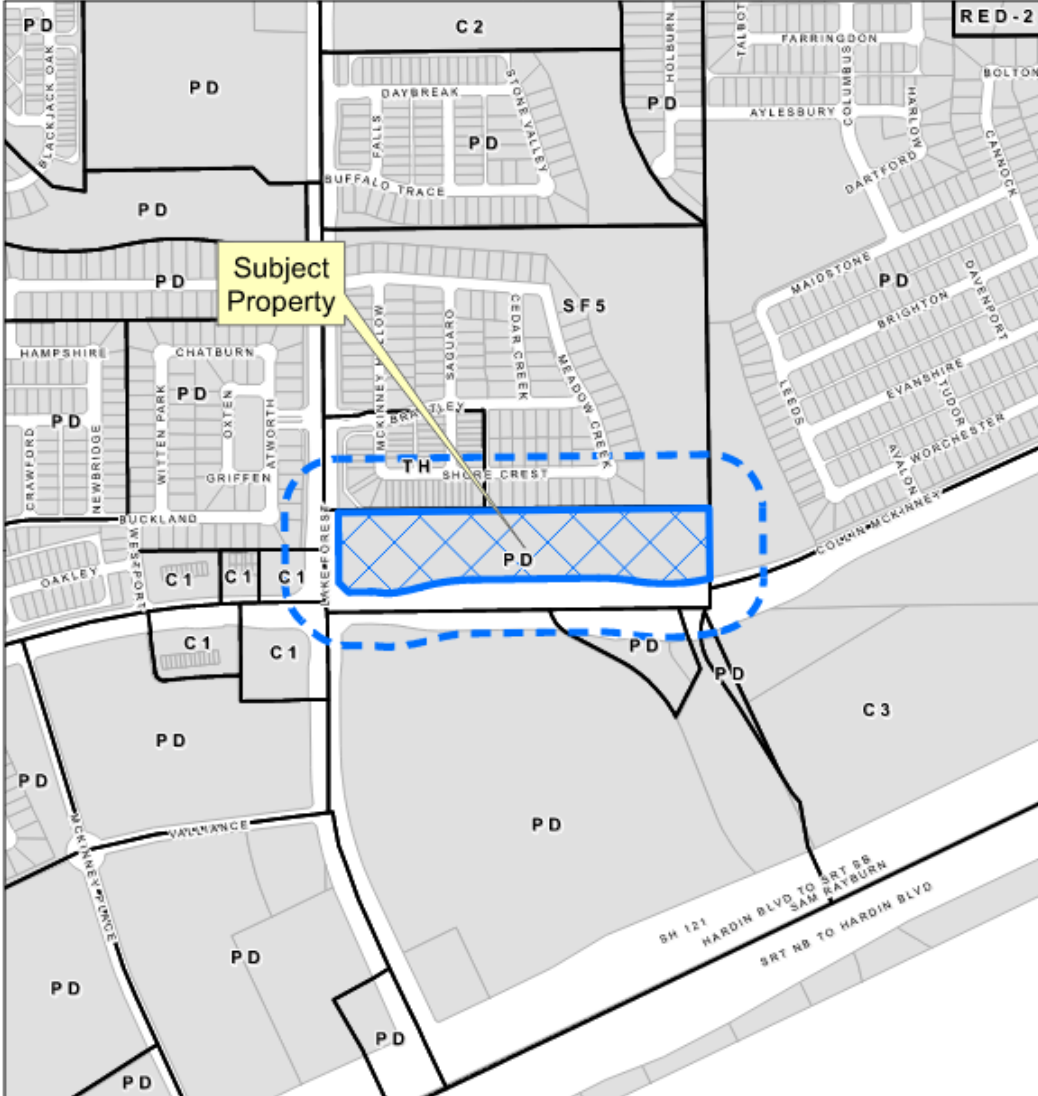 PD
C2
RED-2
TALBOT
FARRINGDON
HOLBURN
COLUMBUS
BOLTON
BLACKJACK OAK
PD
DAYBREAK
STONE VALLEY
PD
AYLESBURY
HARLOW
CANNOCK
FALLS
PD
DARTFORD
BUFFALO TRACE
PD
Subject
Property
PD
SF5
MAIDSTONE
PD
DAVENPORT
BRIGHTON
MCKINNEY
SAGUARO
CEDAR CREEK
MEADOW CREEK
HAMPSHIRE
CHATBURN
PD
OXTEN
ATWORTH
WITTEN PARK
PD
LEEDS
EVANSHIRE
TUDOR
WORCHESTER
AVALON
CRAWFORD
NEWBRIDGE
GRIFFEN
TH
SHORE CREST
BUCKLAND
WESTPORT
LAKE FOREST
PD
COLLIN MCKINNEY
OAKLEY
C1
C1
C1
C1
C1
PD
PD
C3
PD
PD
PD
MCKINNEY PLACE
VALLIANCE
SH 121
HARDIN BLVD TO SRT SB
SAM RAYBURN
SRT NB TO HARDIN BLVD
PD
PD
PD
PD